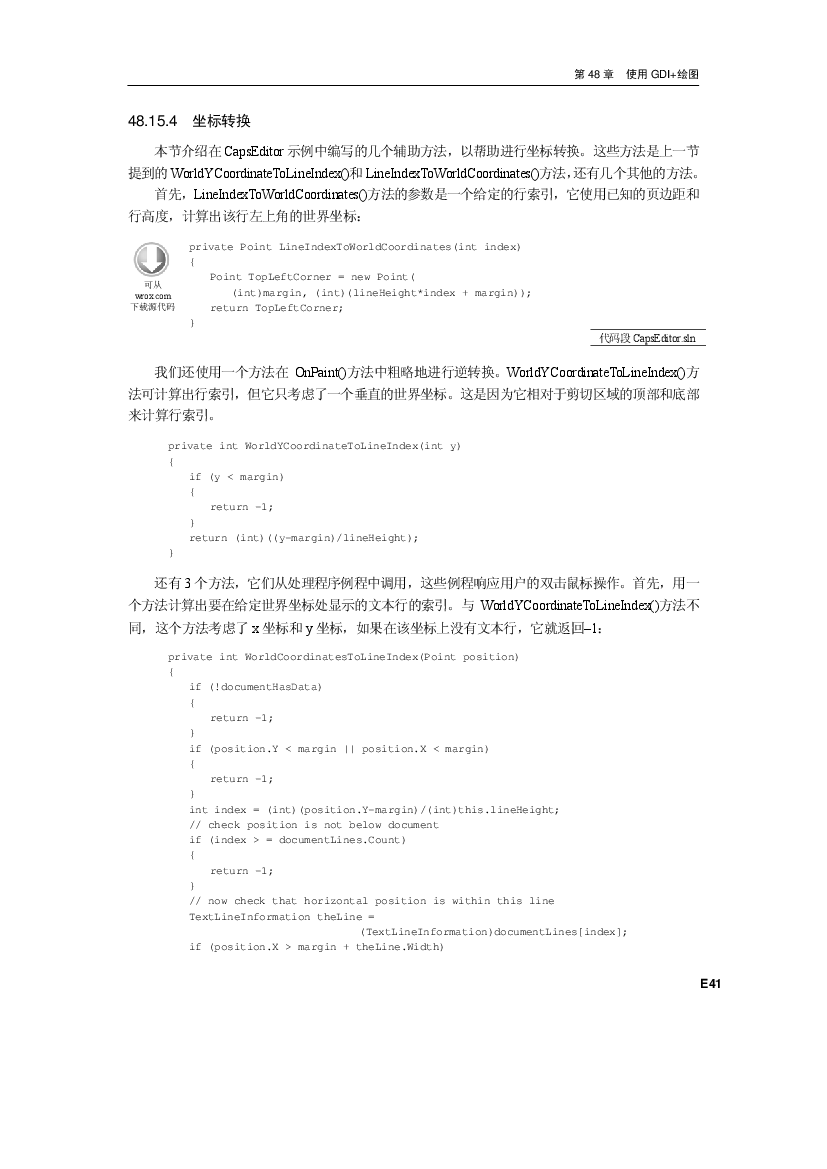 第 48 章　使用 GDI+绘图
48.15.4　坐标转换
本节介绍在 CapsEditor 示例中编写的几个辅助方法，以帮助进行坐标转换。这些方法是上一节
提到的 WorldYCoordinateToLineIndex()和 LineIndexToWorldCoordinates()方法，还有几个其他的方法。
首先，LineIndexToWorldCoordinates()方法的参数是一个给定的行索引，它使用已知的页边距和
行高度，计算出该行左上角的世界坐标：
private Point LineIndexToWorldCoordinates(int index)
{
Point TopLeftCorner = new Point(
(int)margin, (int)(lineHeight*index + margin));
return TopLeftCorner;
}
可从
wrox.com
下载源代码
代码段 CapsEditor.sln
我们还使用一个方法在 OnPaint()方法中粗略地进行逆转换。WorldYCoordinateToLineIndex()方
法可计算出行索引，但它只考虑了一个垂直的世界坐标。这是因为它相对于剪切区域的顶部和底部
来计算行索引。
private int WorldYCoordinateToLineIndex(int y)
{
if (y < margin)
{
return -1;
}
return (int)((y-margin)/lineHeight);
}
还有 3 个方法，它们从处理程序例程中调用，这些例程响应用户的双击鼠标操作。首先，用一
个方法计算出要在给定世界坐标处显示的文本行的索引。与 WorldYCoordinateToLineIndex()方法不
同，这个方法考虑了 x 坐标和 y 坐标，如果在该坐标上没有文本行，它就返回–1：
private int WorldCoordinatesToLineIndex(Point position)
{
if (!documentHasData)
{
return -1;
}
if (position.Y < margin || position.X < margin)
{
return -1;
}
int index = (int)(position.Y-margin)/(int)this.lineHeight;
// check position is not below document
if (index > = documentLines.Count)
{
return -1;
}
// now check that horizontal position is within this line
TextLineInformation theLine =
(TextLineInformation)documentLines[index];
if (position.X > margin + theLine.Width)
E41